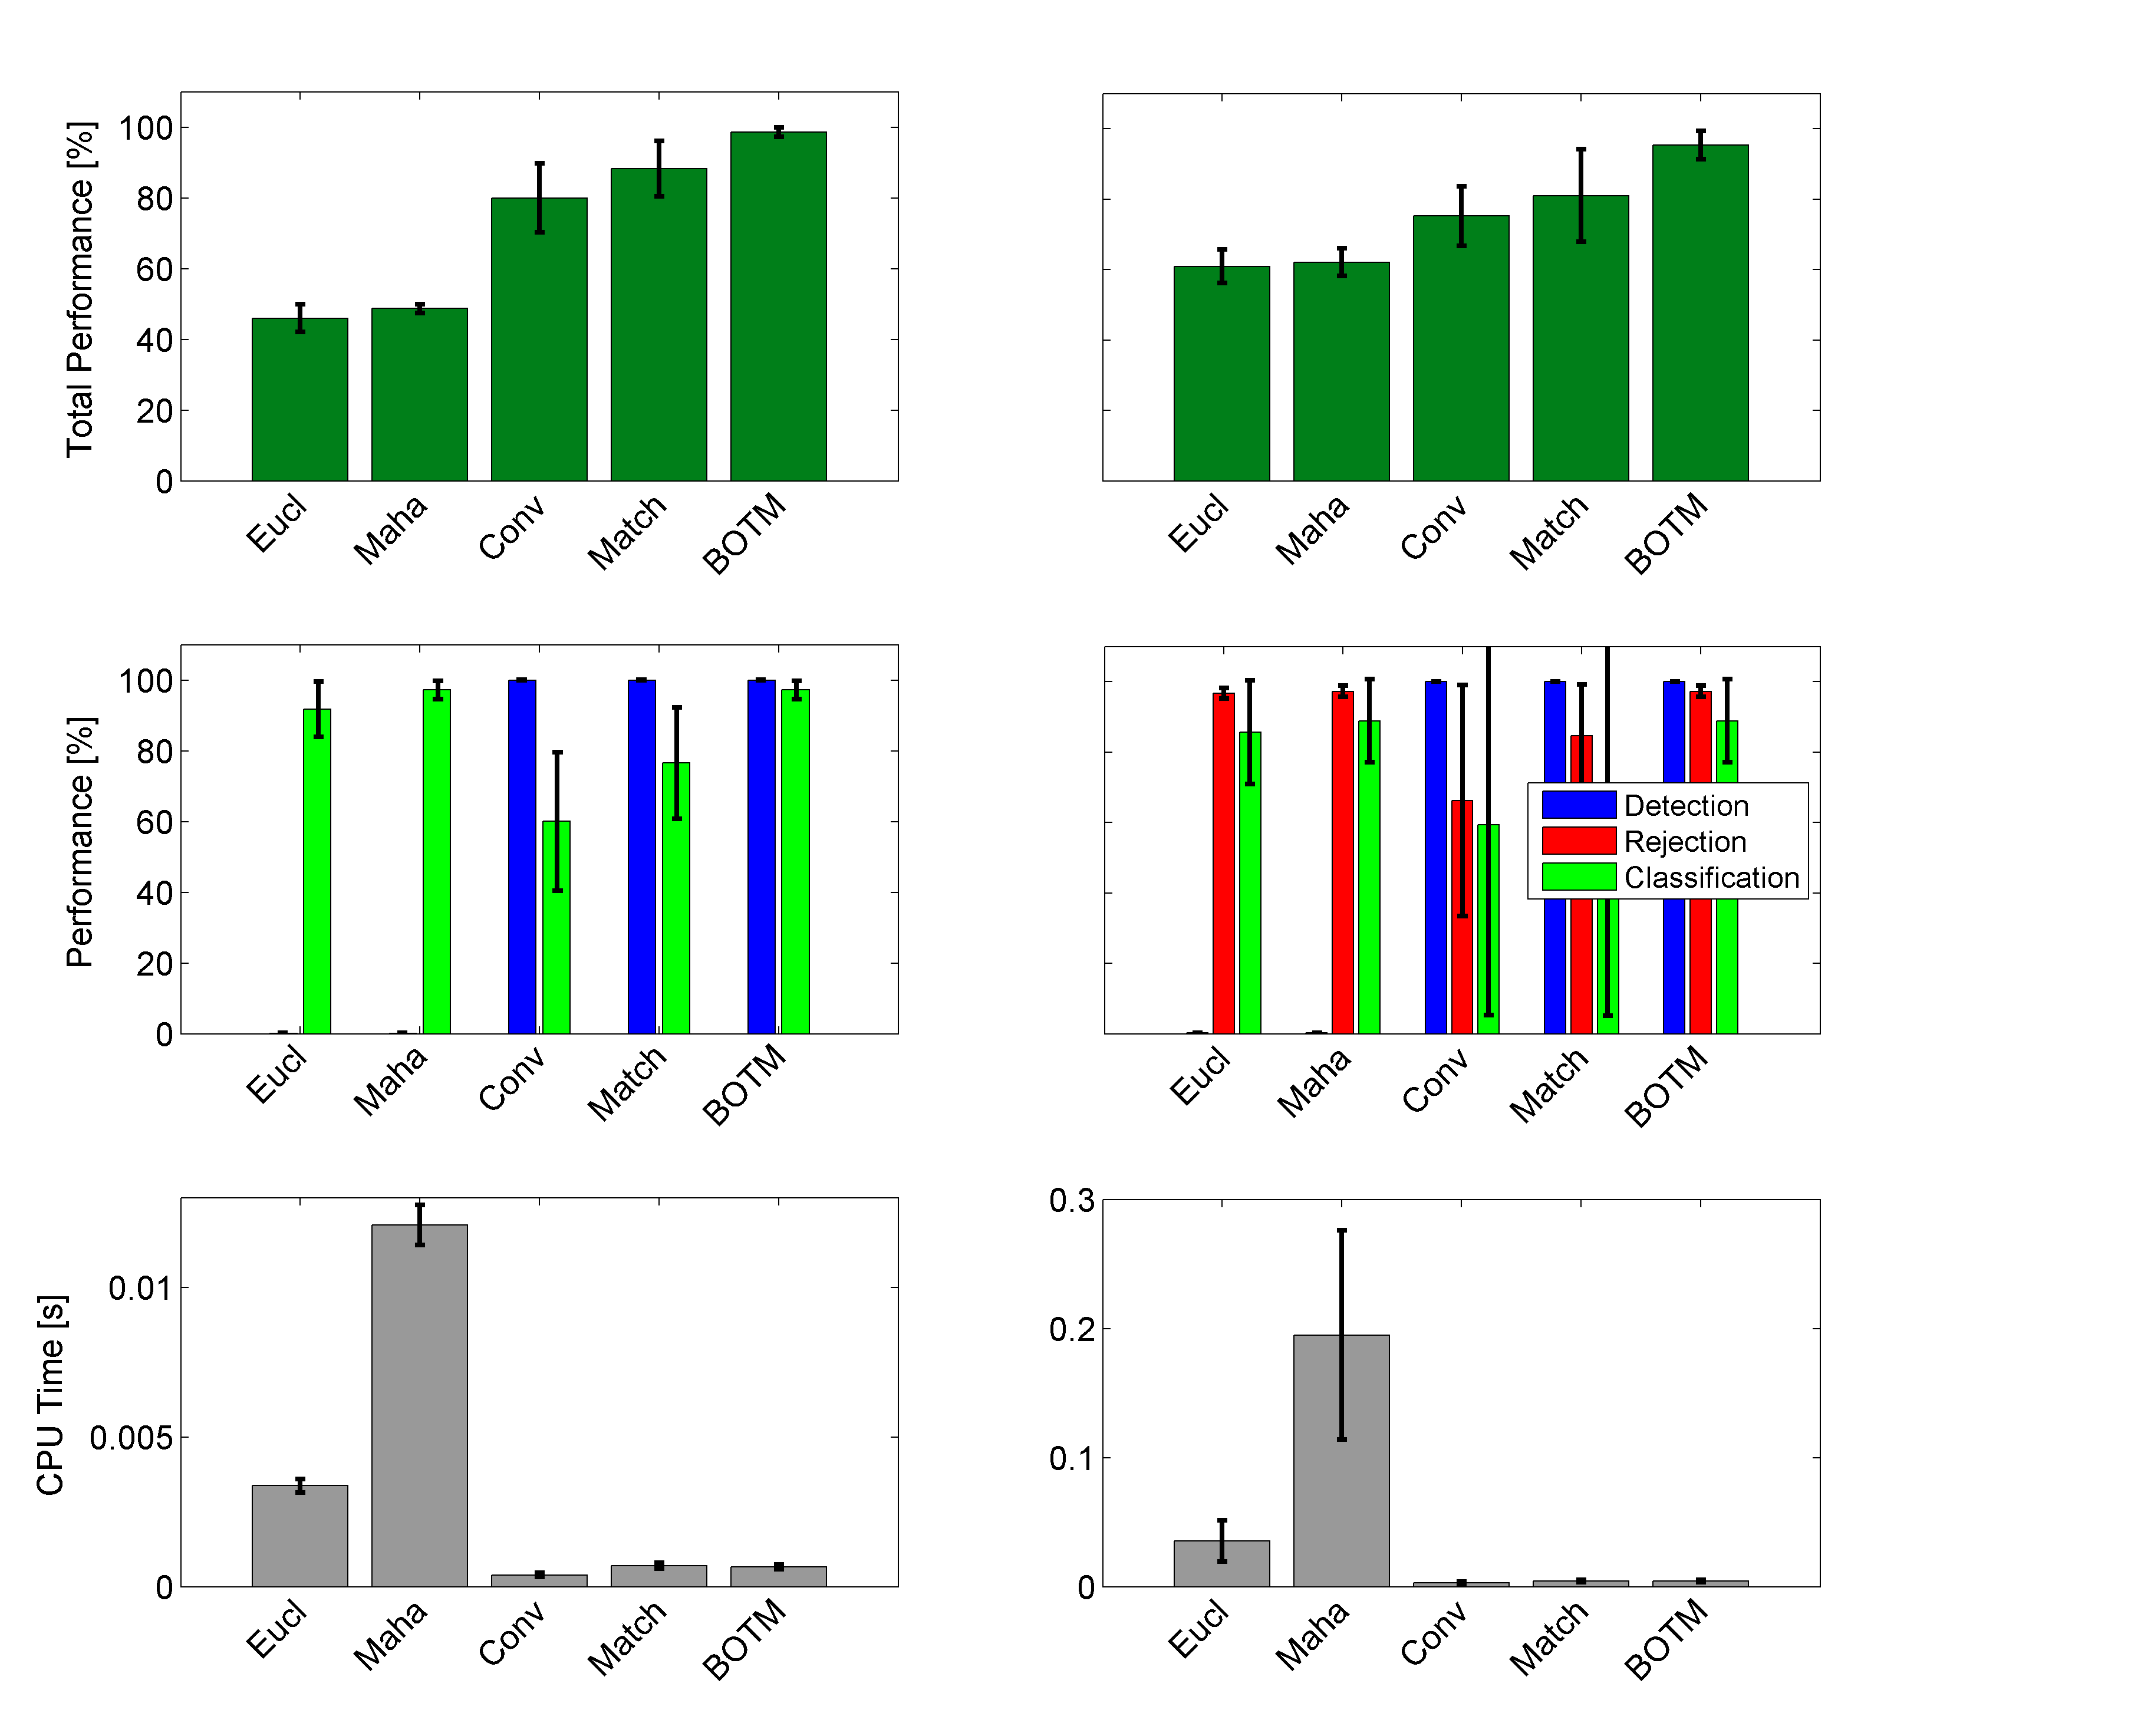 Total Performance [%]
100
80
60
40
20
0
Eucl
Maha
Conv
Match
BOTM
Eucl
Maha
Conv
Match
BOTM
Performance [%]
100
80
60
40
20
0
Eucl
Maha
Conv
Match
BOTM
Detection
Rejection
Classification
Eucl
Maha
Conv
Match
BOTM
CPU Time [s]
0.01
0.005
0
Eucl
Maha
Conv
Match
BOTM
0.3
0.2
0.1
0
Eucl
Maha
Conv
Match
BOTM